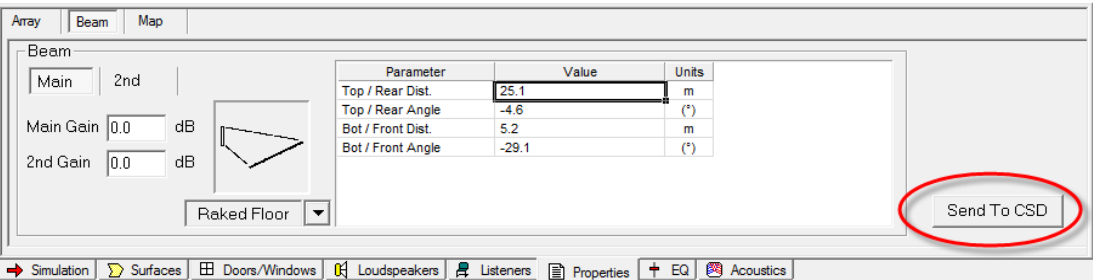 Array Beam Map
Beam
Main 2nd
Main Gain 0.0 dB
2nd Gain 0.0 dB
Raked Floor
Parameter Value Units
Top / Rear Dist. 25.1 m
Top / Rear Angle -4.6 (°)
Bot / Front Dist. 5.2 m
Bot / Front Angle -29.1 (°)
Send To CSD
Simulation Surfaces Doors/Windows Loudspeakers Listeners Properties EQ Acoustics